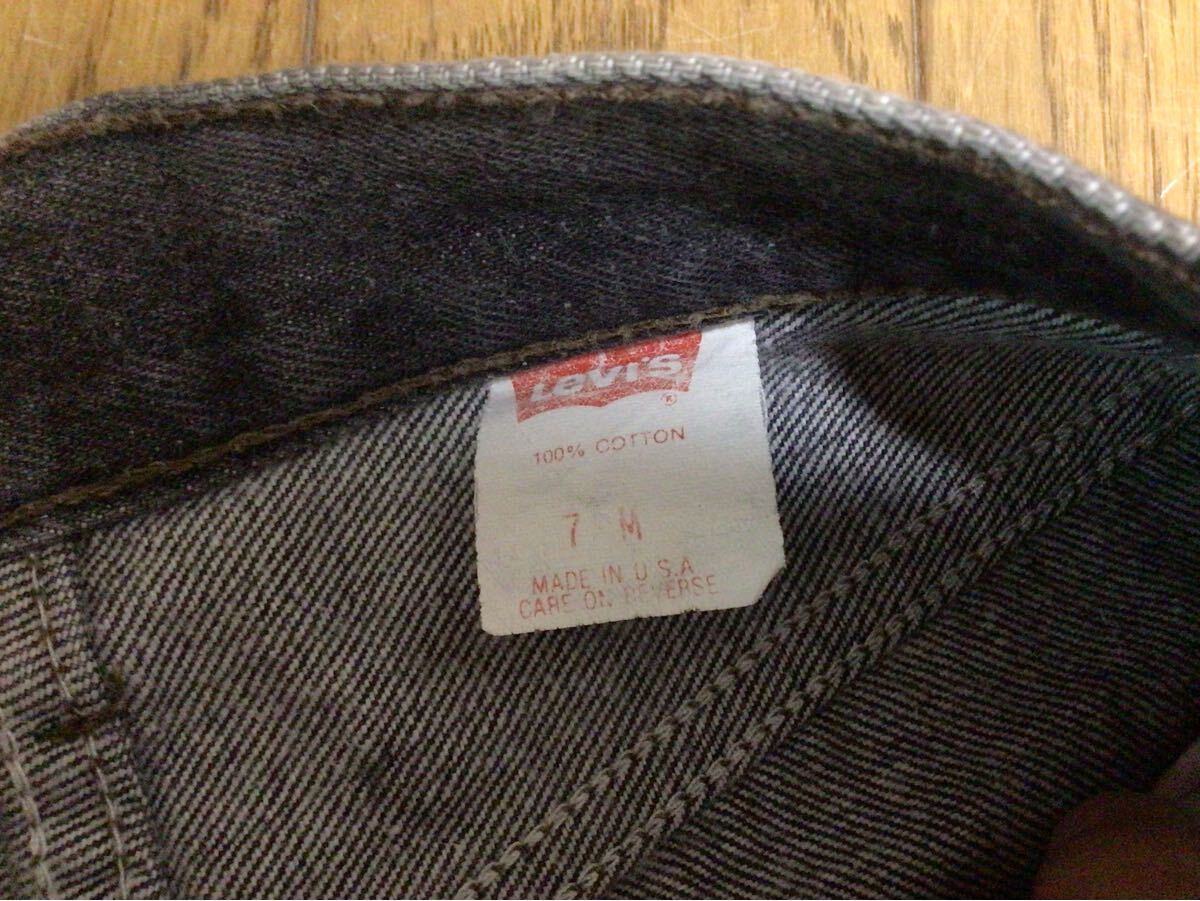 Levi's ®
100% COTTON
7 M
MADE IN U.S.A
CARE ON REVERSE